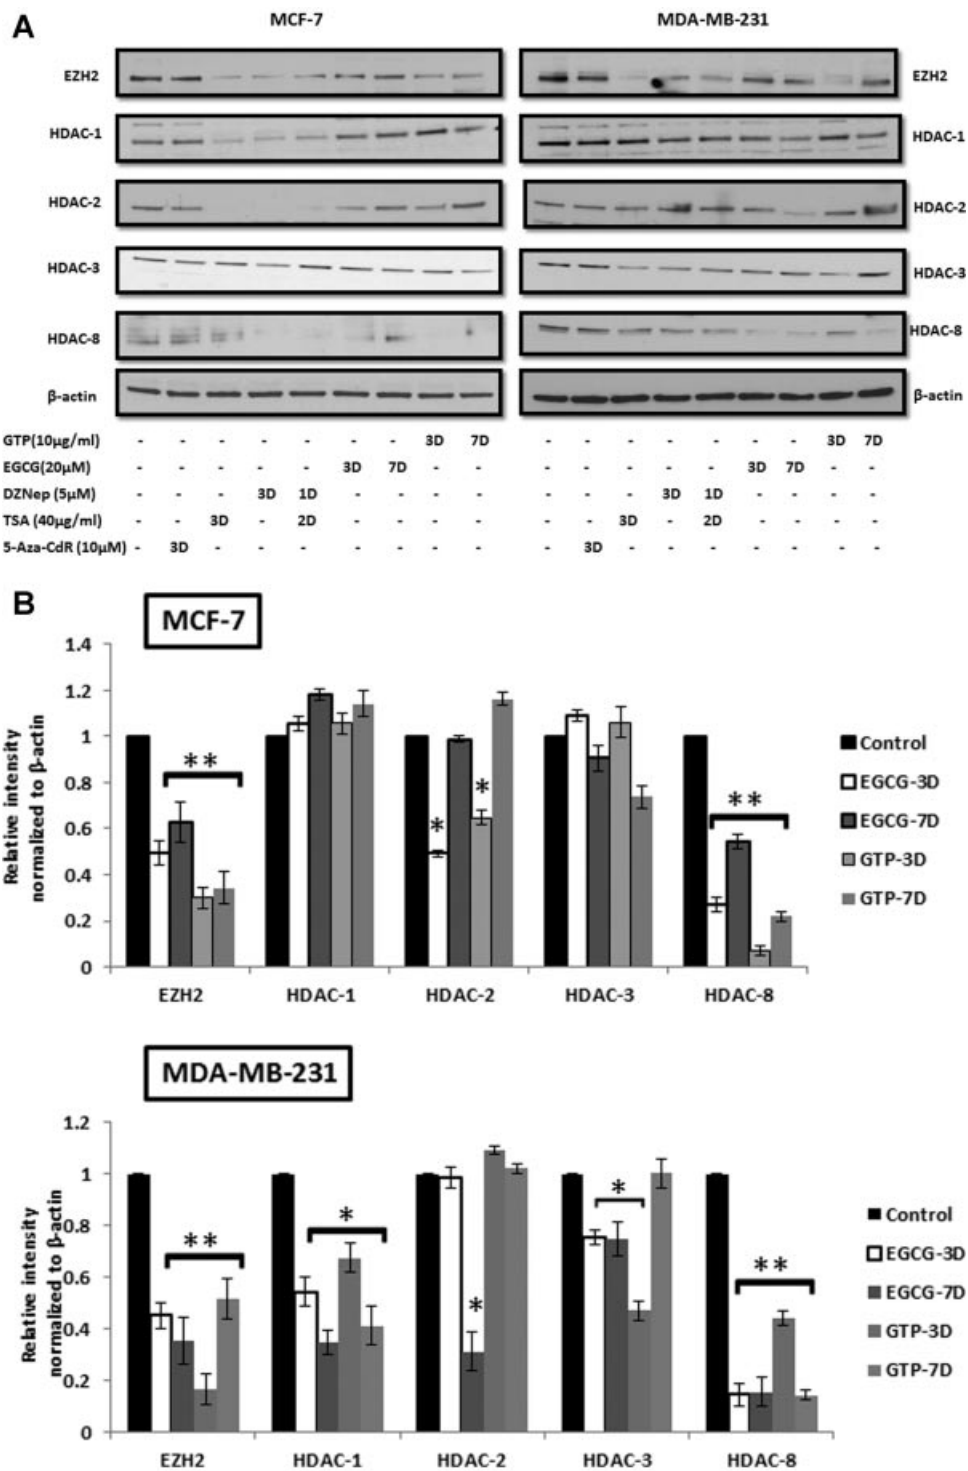 A
MCF-7 MDA-MB-231
EZH2 EZH2
HDAC-1 HDAC-1
HDAC-2 HDAC-2
HDAC-3 HDAC-3
HDAC-8 HDAC-8
β-actin β-actin
GTP(10µg/ml) - - - - - - - 3D 7D - - - - - - - 3D 7D
EGCG(20µM) - - - - - 3D 7D - - - - - - - 3D 7D - -
DZNep (5µM) - - - 3D 1D - - - - - - - 3D 1D - - - -
TSA (40µg/ml) - - 3D - 2D - - - - - - 3D - 2D - - - -
5-Aza-CdR (10µM) - 3D - - - - - - - - 3D - - - - - - -
B
MCF-7
Relative intensity
normalized to β-actin
1.4
1.2
1
0.8
0.6
0.4
0.2
0
**
*
*
**
EZH2 HDAC-1 HDAC-2 HDAC-3 HDAC-8
Control
EGCG-3D
EGCG-7D
GTP-3D
GTP-7D
MDA-MB-231
Relative intensity
normalized to β-actin
1.2
1
0.8
0.6
0.4
0.2
0
**
*
*
*
**
EZH2 HDAC-1 HDAC-2 HDAC-3 HDAC-8
Control
EGCG-3D
EGCG-7D
GTP-3D
GTP-7D